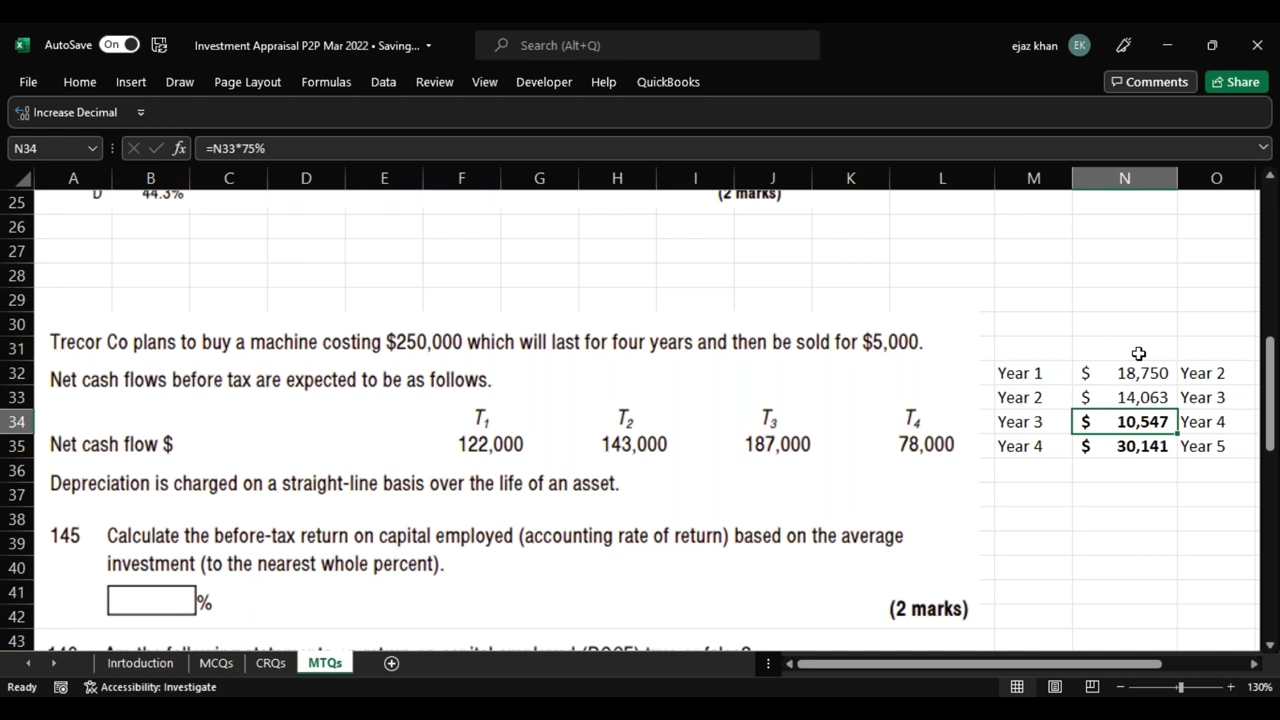 AutoSave On Investment Appraisal P2P Mar 2022 • Saving... Search (Alt+Q) ejaz khan EK
File Home Insert Draw Page Layout Formulas Data Review View Developer Help QuickBooks Comments Share
Increase Decimal
N34 fx =N33*75%
A B C D E F G H I J K L M N O
25 D 44.3% (2 marks)
26
27
28
29
30
31 Trecor Co plans to buy a machine costing $250,000 which will last for four years and then be sold for $5,000.
32 Net cash flows before tax are expected to be as follows. Year 1 $ 18,750 Year 2
33 Year 2 $ 14,063 Year 3
34 T1 T2 T3 T4 Year 3 $ 10,547 Year 4
35 Net cash flow $ 122,000 143,000 187,000 78,000 Year 4 $ 30,141 Year 5
36
37 Depreciation is charged on a straight-line basis over the life of an asset.
38
39 145 Calculate the before-tax return on capital employed (accounting rate of return) based on the average
40 investment (to the nearest whole percent).
41 %
42 (2 marks)
43
Inrtoduction MCQs CRQs MTQs
Ready Accessibility: Investigate 130%